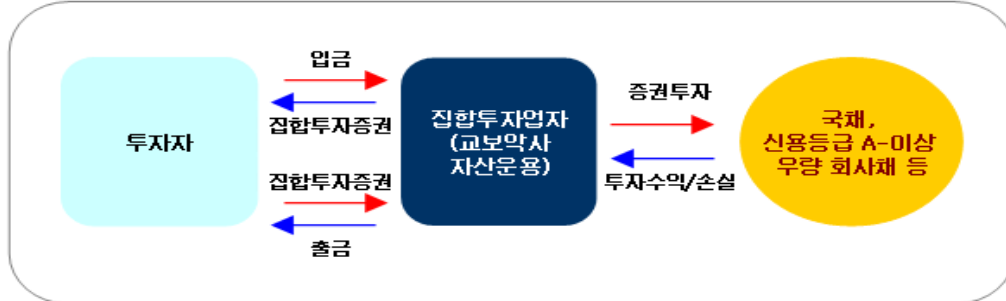 입금
집합투자증권
투자자
집합투자증권
출금
집합투자업자
(교보악사
자산운용)
증권투자
투자수익/손실
국채,
신용등급 A-이상
우량 회사채 등